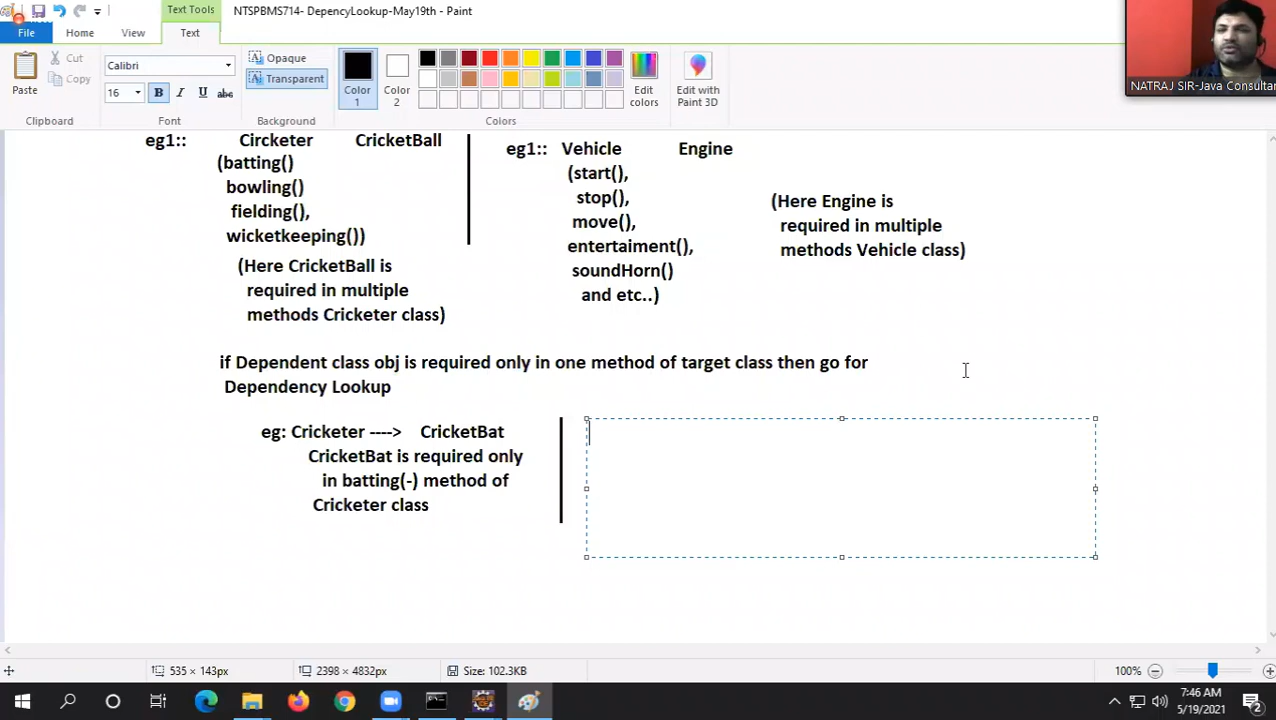 Text Tools
NTSPBMS714- DepencyLookup-May19th - Paint
File
Home
View
Text
Paste
Cut
Copy
Clipboard
Calibri
16
B
I
U
abc
Font
Opaque
Transparent
Background
Color 1
Color 2
Edit colors
Edit with Paint 3D
Colors
NATRAJ SIR-Java Consultan
eg1:: Circketer CricketBall
(batting()
bowling()
fielding(),
wicketkeeping())
(Here CricketBall is
required in multiple
methods Cricketer class)
eg1:: Vehicle Engine
(start(),
stop(),
move(),
entertaiment(),
soundHorn()
and etc..)
(Here Engine is
required in multiple
methods Vehicle class)
if Dependent class obj is required only in one method of target class then go for
Dependency Lookup
eg: Cricketer ----> CricketBat
CricketBat is required only
in batting(-) method of
Cricketer class
535 × 143px
2398 × 4832px
Size: 102.3KB
100%
7:46 AM
5/19/2021
2